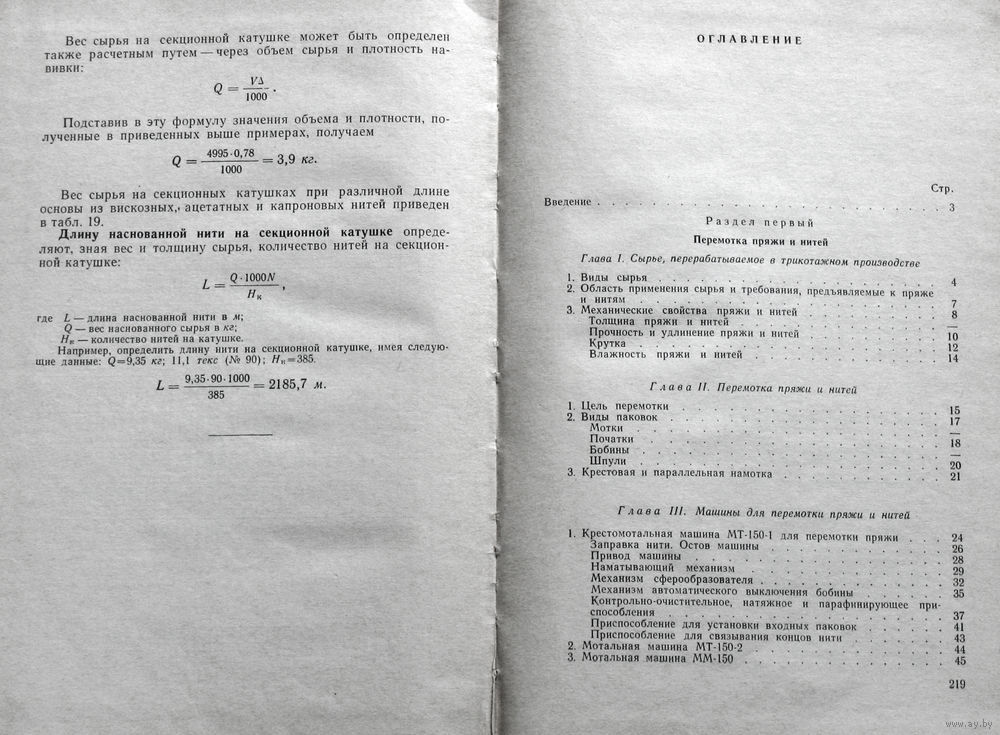 Вес сырья на секционной катушке может быть определен
также расчетным путем — через объем сырья и плотность на-
вивки:
Q = VΔ / 1000 .
Подставив в эту формулу значения объема и плотности, по-
лученные в приведенных выше примерах, получаем
Q = 4995·0,78 / 1000 = 3,9 кг.
Вес сырья на секционных катушках при различной длине
основы из вискозных, ацетатных и капроновых нитей приведен
в табл. 19.
Длину наснованной нити на секционной катушке опреде-
ляют, зная вес и толщину сырья, количество нитей на секцион-
ной катушке:
L = Q·1000N / Hк ,
где L — длина наснованной нити в м;
Q — вес наснованного сырья в кг;
Hк — количество нитей на катушке.
Например, определить длину нити на секционной катушке, имея следую-
щие данные: Q=9,35 кг; 11,1 текс (№ 90); Hк=385.
L = 9,35·90·1000 / 385 = 2185,7 м.
ОГЛАВЛЕНИЕ
Стр.
Введение . . . 3
Раздел первый
Перемотка пряжи и нитей
Глава I. Сырье, перерабатываемое в трикотажном производстве
1. Виды сырья . . . 4
2. Область применения сырья и требования, предъявляемые к пряже
и нитям . . . 7
3. Механические свойства пряжи и нитей . . . 8
Толщина пряжи и нитей . . . —
Прочность и удлинение пряжи и нитей . . . 10
Крутка . . . 12
Влажность пряжи и нитей . . . 14
Глава II. Перемотка пряжи и нитей
1. Цель перемотки . . . 15
2. Виды паковок . . . 17
Мотки . . . —
Початки . . . 18
Бобины . . . —
Шпули . . . 20
3. Крестовая и параллельная намотка . . . 21
Глава III. Машины для перемотки пряжи и нитей
1. Крестомотальная машина МТ-150-1 для перемотки пряжи . . . 24
Заправка нити. Остов машины . . . 26
Привод машины . . . 28
Наматывающий механизм . . . 29
Механизм сферообразователя . . . 32
Механизм автоматического выключения бобины . . . 35
Контрольно-очистительное, натяжное и парафинирующее при-
способления . . . 37
Приспособление для установки входных паковок . . . 41
Приспособление для связывания концов нити . . . 43
2. Мотальная машина МТ-150-2 . . . 44
3. Мотальная машина ММ-150 . . . 45
219
www.ay.by